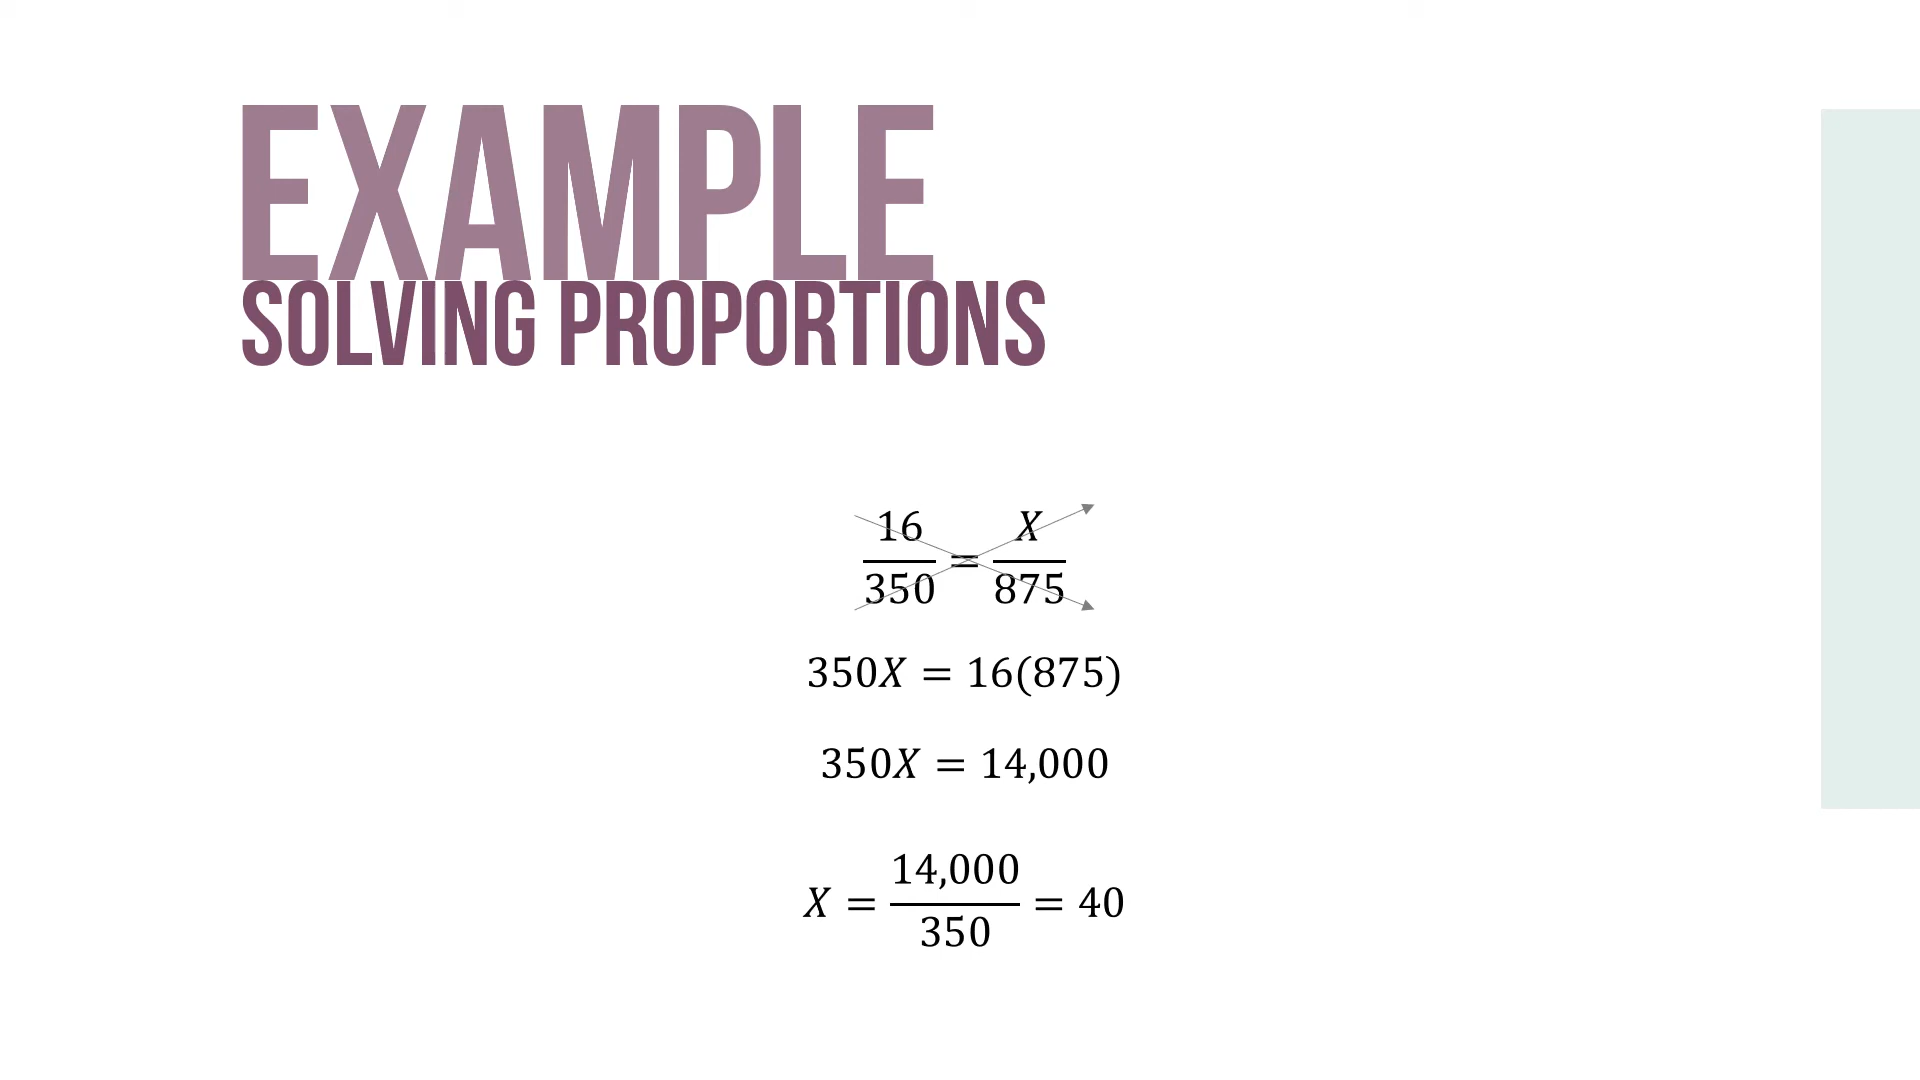 EXAMPLE
SOLVING PROPORTIONS
16/350 = X/875
350X = 16(875)
350X = 14,000
X = 14,000/350 = 40